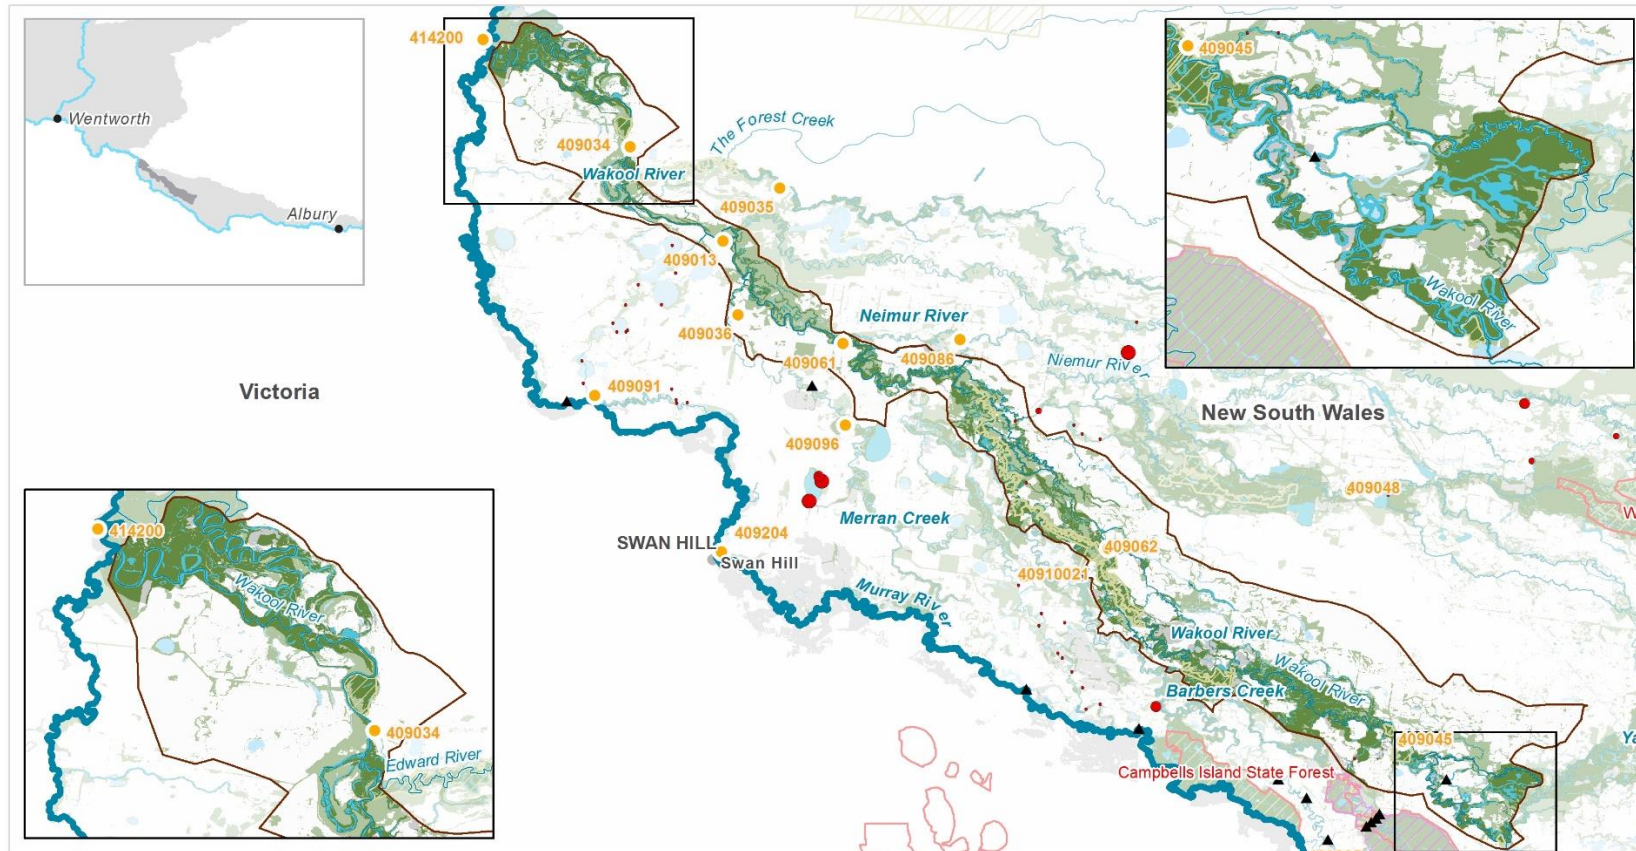 Wentworth
Albury
414200
The Forest Creek
409034
Wakool River
409035
409013
409036
Neimur River
409061
409086
Niemur River
409045
Wakool River
Victoria
409091
New South Wales
409096
409048
W
Merran Creek
409204
SWAN HILL
Swan Hill
409062
40910021
Murray River
Wakool River
Wakool River
Barbers Creek
409045
Ya
Campbells Island State Forest
414200
Wakool River
409034
Edward River